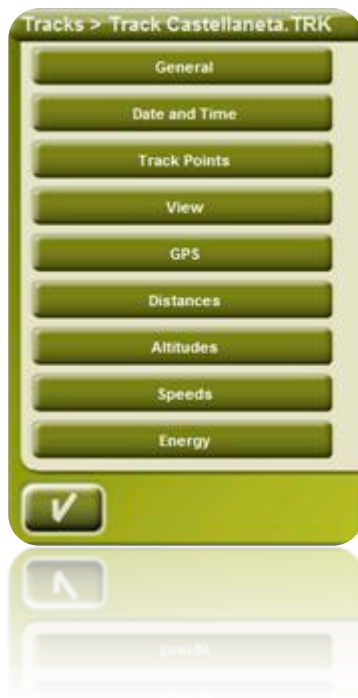 Tracks > Track Castellaneta.TRK
General
Date and Time
Track Points
View
GPS
Distances
Altitudes
Speeds
Energy